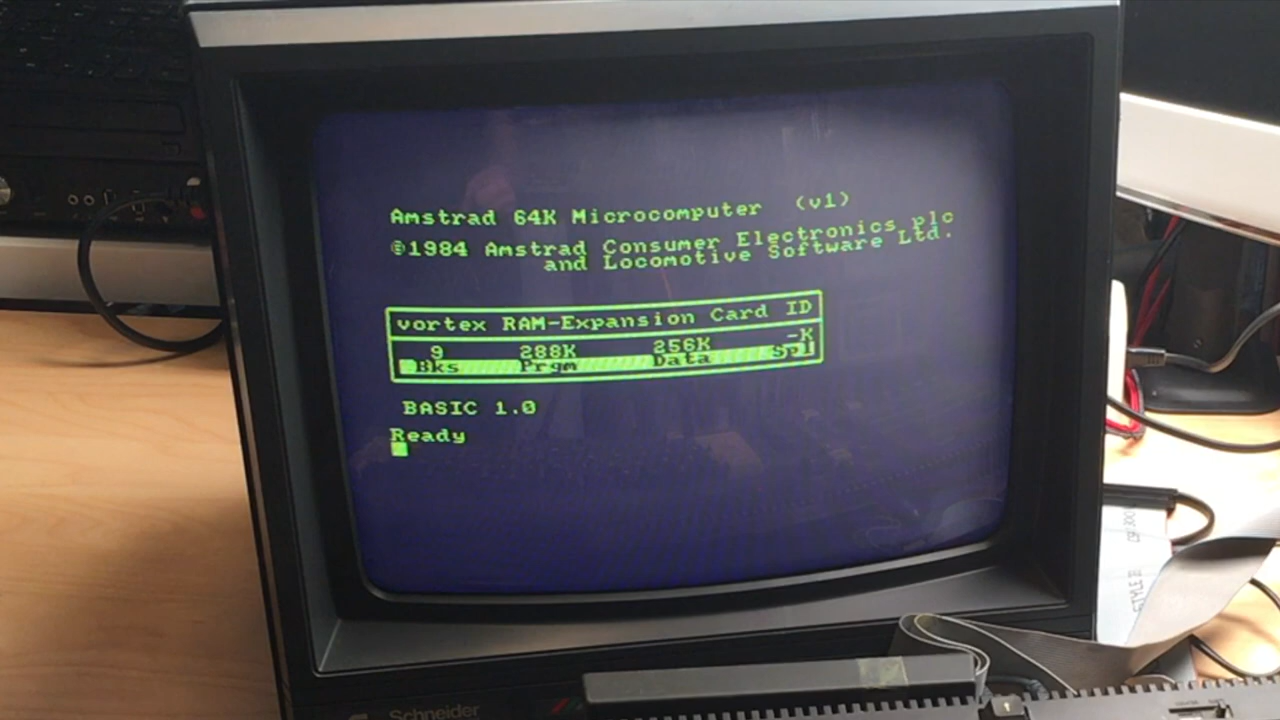 Amstrad 64K Microcomputer (v1)
©1984 Amstrad Consumer Electronics plc
and Locomotive Software Ltd.
vortex RAM-Expansion Card ID
9 288K 256K -K
Bks Prgm Data Spl
BASIC 1.0
Ready
Schneider